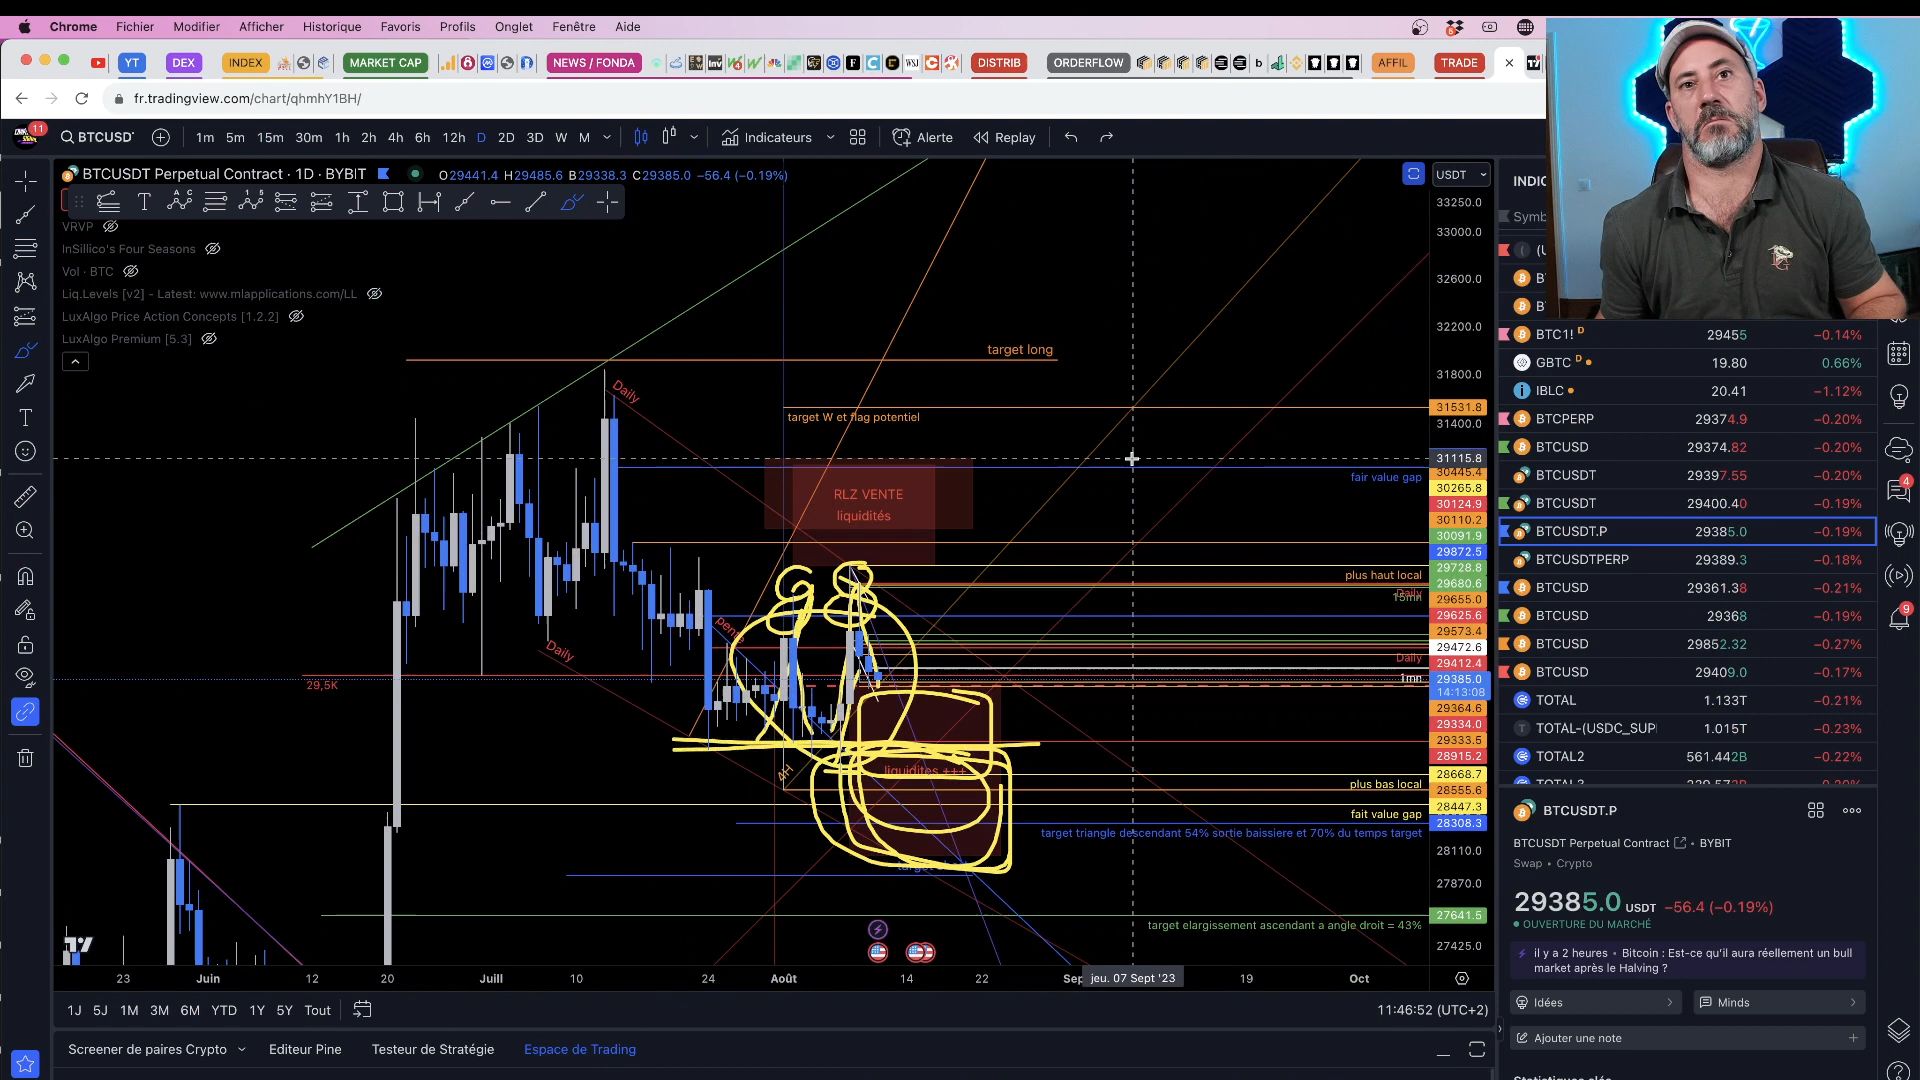 Chrome Fichier Modifier Afficher Historique Favoris Profils Onglet Fenêtre Aide
YT DEX INDEX MARKET CAP NEWS / FONDA DISTRIB ORDERFLOW AFFIL TRADE
fr.tradingview.com/chart/qhmhY1BH/
11
BTCUSDT 1m 5m 15m 30m 1h 2h 4h 6h 12h D 2D 3D W M Indicateurs Alerte Replay
BTCUSDT Perpetual Contract · 1D · BYBIT O29441.4 H29485.6 B29338.3 C29385.0 −56.4 (−0.19%)
USDT
VRVP
InSillico's Four Seasons
Vol · BTC
Liq.Levels [v2] - Latest: www.mlapplications.com/LL
LuxAlgo Price Action Concepts [1.2.2]
LuxAlgo Premium [5.3]
target long
Daily
target W et flag potentiel
fair value gap
RLZ VENTE
liquidités
plus haut local
Daily
15mn
Daily
29,5K
Daily
1mn
4H
liquidites +++
plus bas local
fait value gap
target triangle descendant 54% sortie baissiere et 70% du temps target
target elargissement ascendant a angle droit = 43%
33250.0
33000.0
32600.0
32200.0
31800.0
31531.8
31400.0
31115.8
30445.4
30265.8
30124.9
30110.2
30091.9
29872.5
29728.8
29680.6
29655.0
29625.6
29573.4
29472.6
29412.4
29385.0
14:13:08
29364.6
29334.0
29333.5
28915.2
28668.7
28555.6
28447.3
28308.3
28110.0
27870.0
27641.5
27425.0
23 Juin 12 20 Juill 10 24 Août 14 22 Sep jeu. 07 Sept '23 19 Oct
1J 5J 1M 3M 6M YTD 1Y 5Y Tout
11:46:52 (UTC+2)
Screener de paires Crypto Editeur Pine Testeur de Stratégie Espace de Trading
INDIC
Symb
BTC1! D 29455 −0.14%
GBTC D 19.80 0.66%
IBLC 20.41 −1.12%
BTCPERP 29374.9 −0.20%
BTCUSD 29374.82 −0.20%
BTCUSDT 29397.55 −0.20%
BTCUSDT 29400.40 −0.19%
BTCUSDT.P 29385.0 −0.19%
BTCUSDTPERP 29389.3 −0.18%
BTCUSD 29361.38 −0.21%
BTCUSD 29368 −0.19%
BTCUSD 29852.32 −0.27%
BTCUSD 29409.0 −0.17%
TOTAL 1.133T −0.21%
TOTAL-(USDC_SUP 1.015T −0.23%
TOTAL2 561.442B −0.22%
4
9
BTCUSDT.P
BTCUSDT Perpetual Contract • BYBIT
Swap • Crypto
29385.0 USDT −56.4 (−0.19%)
OUVERTURE DU MARCHÉ
il y a 2 heures • Bitcoin : Est-ce qu'il aura réellement un bull
market après le Halving ?
Idées Minds
Ajouter une note